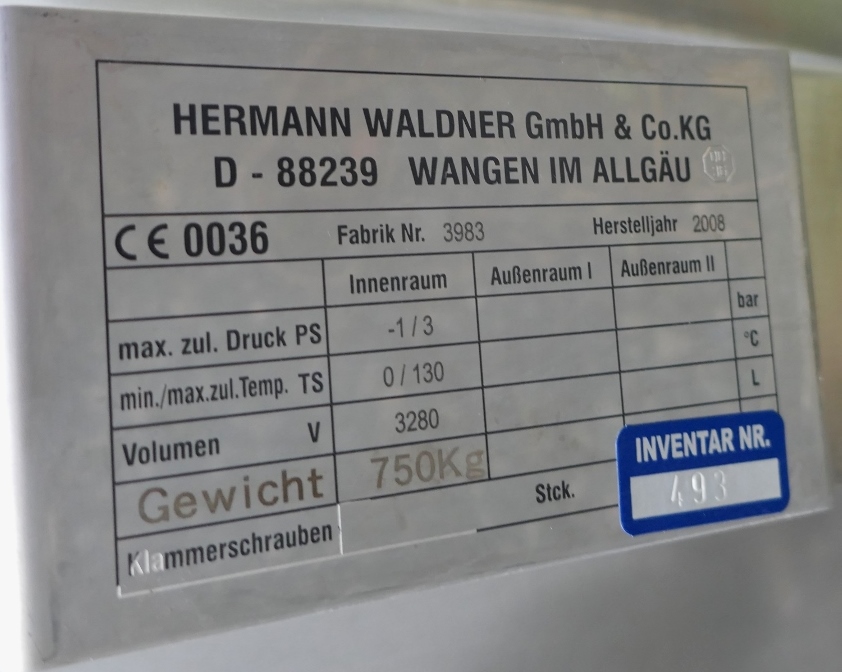 HERMANN WALDNER GmbH & Co.KG
D - 88239 WANGEN IM ALLGÄU
CE 0036 Fabrik Nr. 3983 Herstelljahr 2008
Innenraum Außenraum I Außenraum II
max. zul. Druck PS -1 / 3 bar
min./max.zul.Temp. TS 0 / 130 °C
Volumen V 3280 L
Gewicht 750Kg
Klammerschrauben Stck.
INVENTAR NR.
493